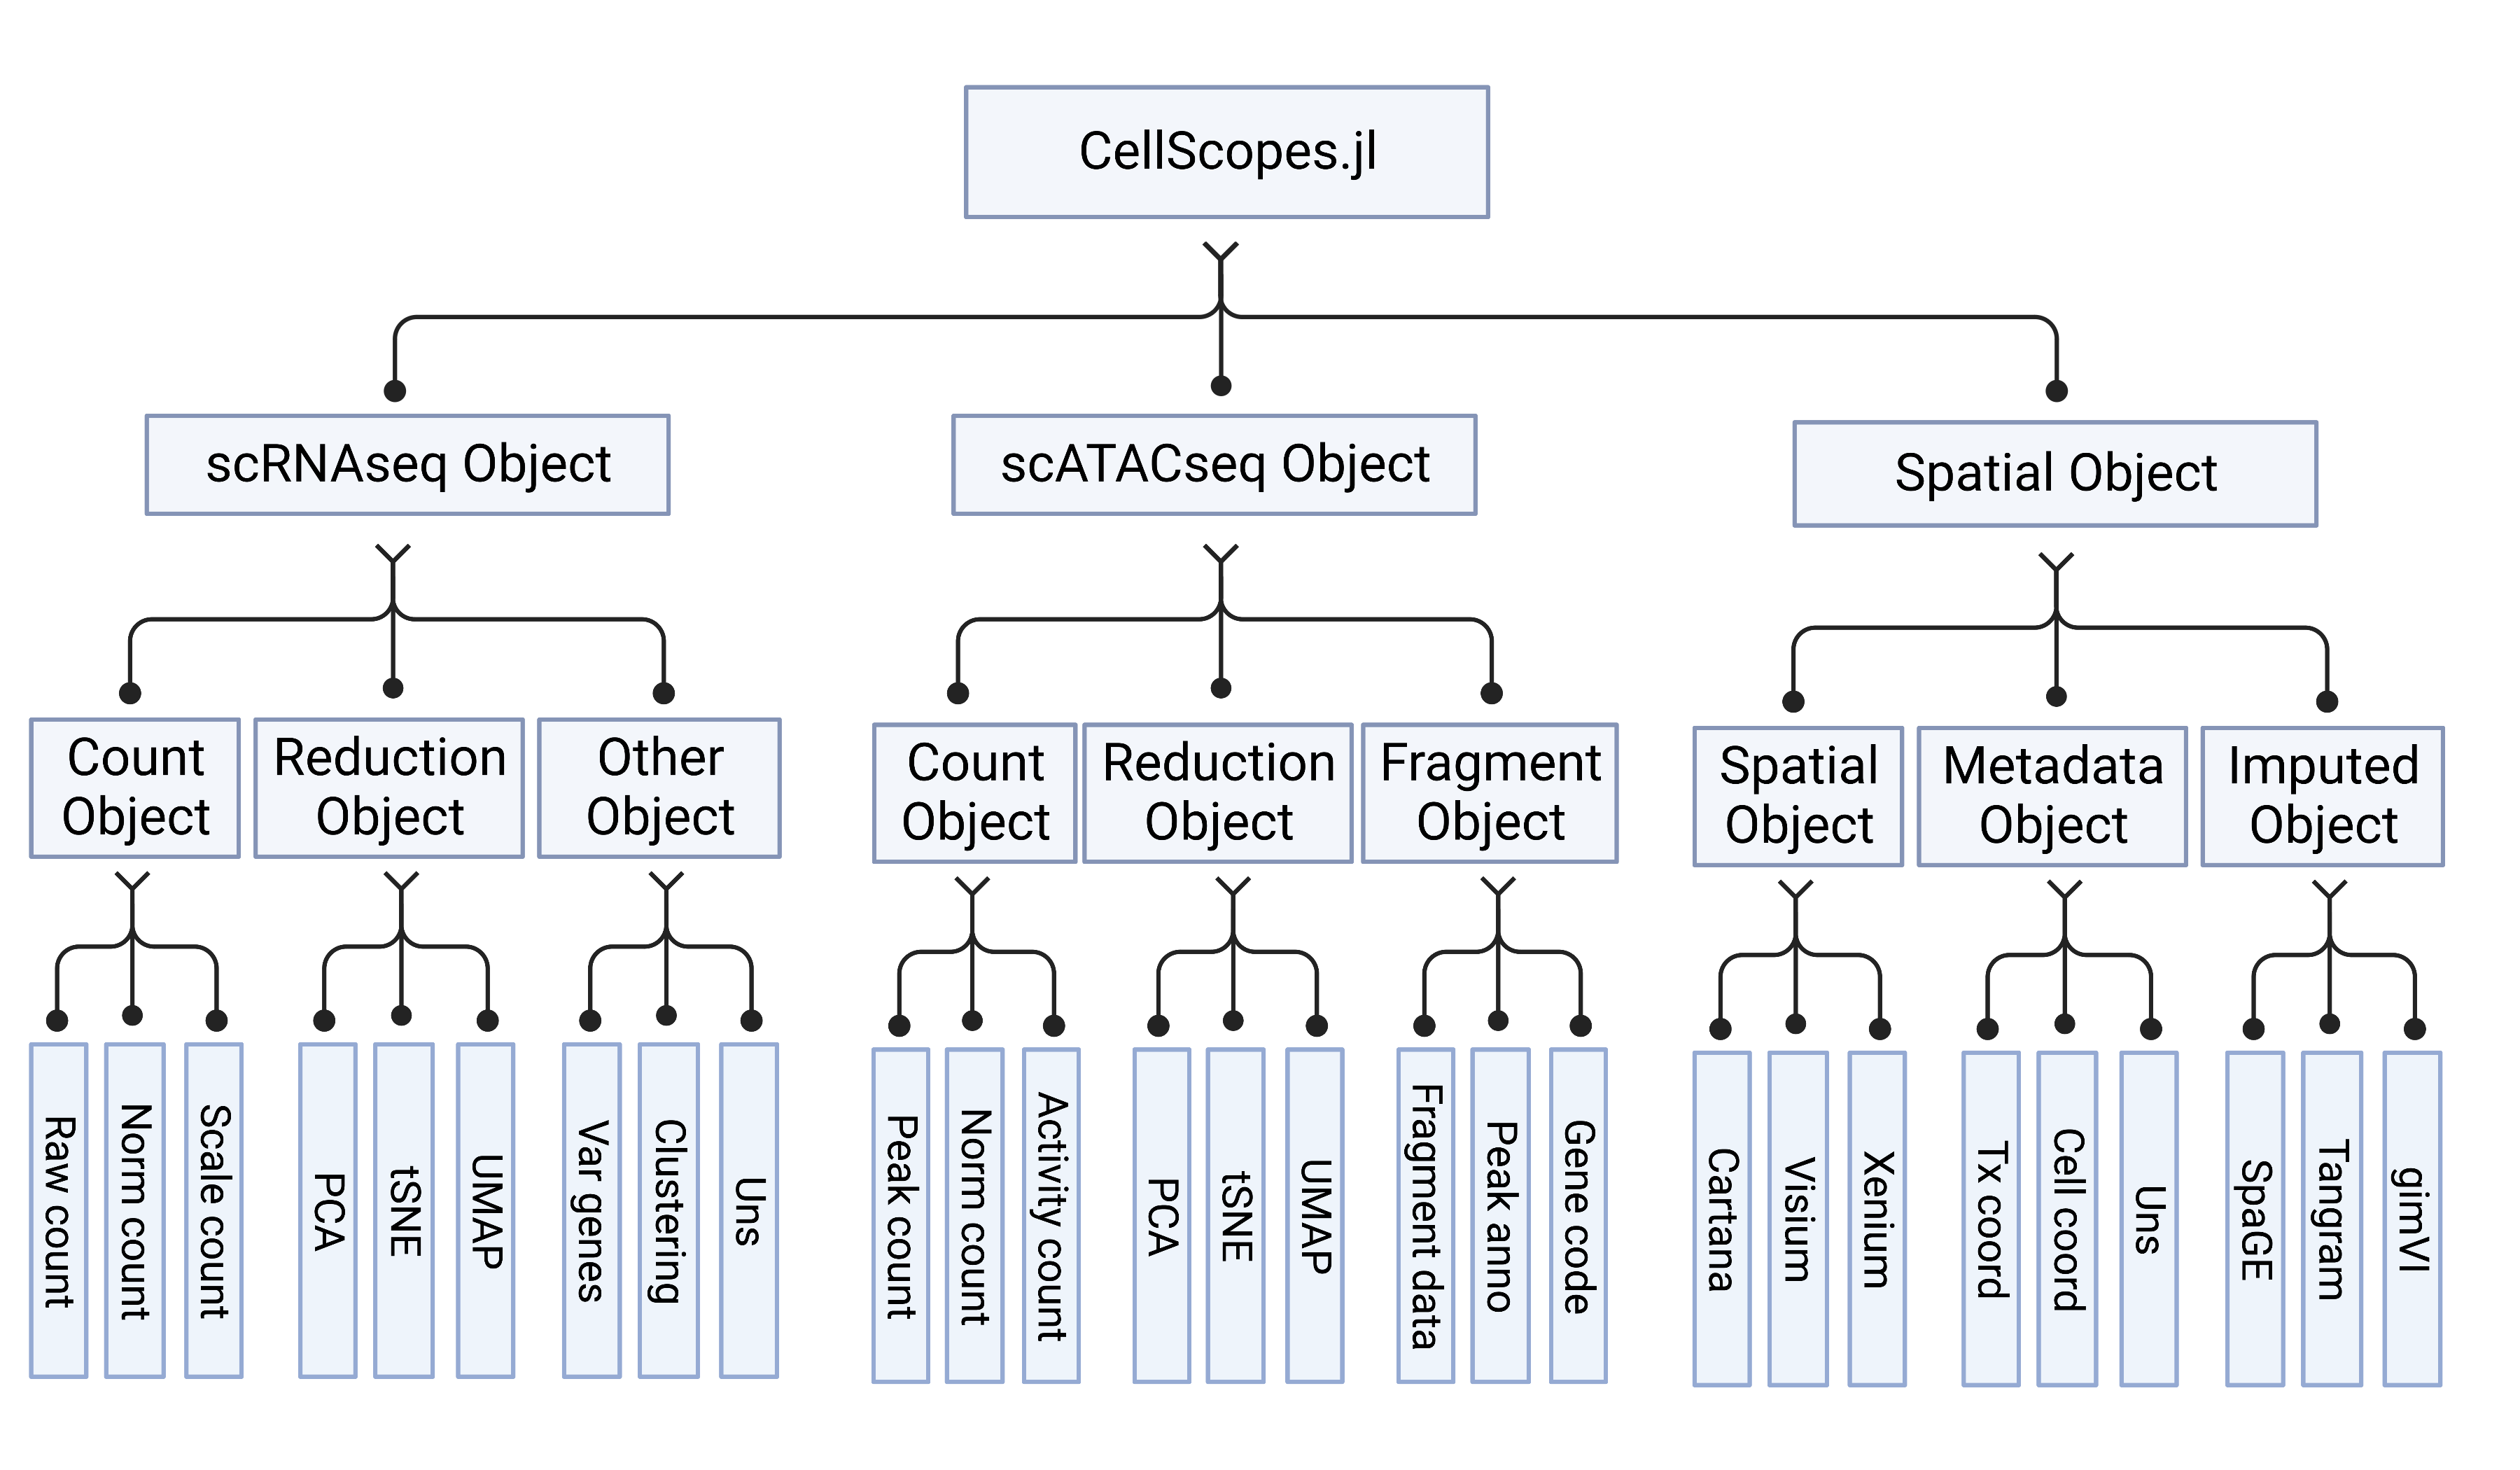 CellScopes.jl
scRNAseq Object
scATACseq Object
Spatial Object
Count
Object
Reduction
Object
Other
Object
Count
Object
Reduction
Object
Fragment
Object
Spatial
Object
Metadata
Object
Imputed
Object
Raw count
Norm count
Scale count
PCA
tSNE
UMAP
Var genes
Clustering
Uns
Peak count
Norm count
Activity count
PCA
tSNE
UMAP
Fragment data
Peak anno
Gene code
Cartana
Visium
Xenium
Tx coord
Cell coord
Uns
SpaGE
Tangram
gimVI